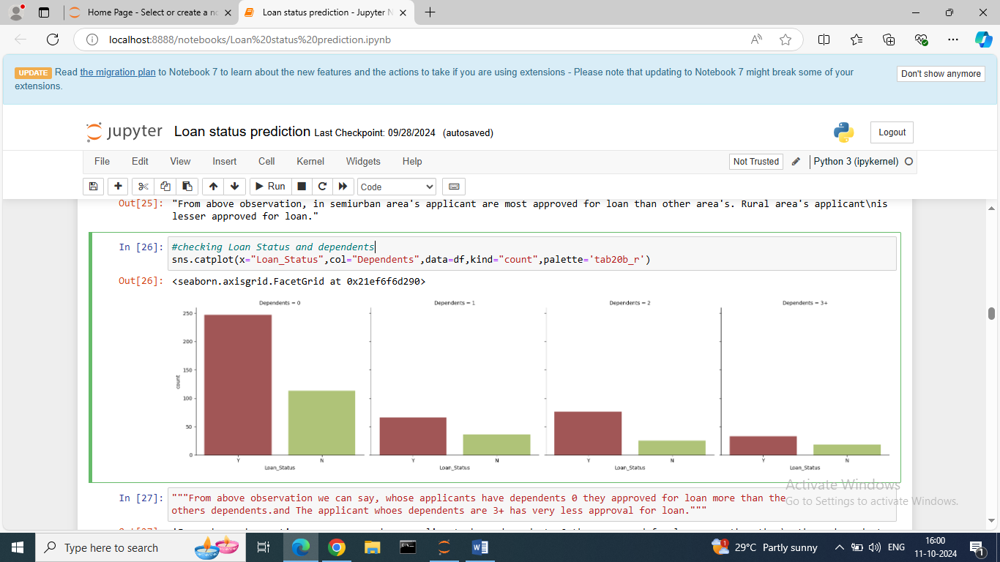 Home Page - Select or create a n
Loan status prediction - Jupyter N
localhost:8888/notebooks/Loan%20status%20prediction.ipynb
UPDATE Read the migration plan to Notebook 7 to learn about the new features and the actions to take if you are using extensions - Please note that updating to Notebook 7 might break some of your
extensions.
Don't show anymore
jupyter Loan status prediction Last Checkpoint: 09/28/2024 (autosaved)
Logout
File Edit View Insert Cell Kernel Widgets Help
Not Trusted
Python 3 (ipykernel)
Run
Code
Out[25]: "From above observation, in semiurban area's applicant are most approved for loan than other area's. Rural area's applicant\nis
lesser approved for loan."
In [26]: #checking Loan Status and dependents
sns.catplot(x="Loan_Status",col="Dependents",data=df,kind="count",palette='tab20b_r')
Out[26]: <seaborn.axisgrid.FacetGrid at 0x21ef6f6d290>
Dependents = 0 Dependents = 1 Dependents = 2 Dependents = 3+
250
200
150
100
50
0
count
Y N Y N Y N Y N
Loan_Status Loan_Status Loan_Status Loan_Status
Activate Windows
Go to Settings to activate Windows.
In [27]: """From above observation we can say, whose applicants have dependents 0 they approved for loan more than the
others dependents.and The applicant whoes dependents are 3+ has very less approval for loan."""
Type here to search
29°C Partly sunny
ENG
16:00
11-10-2024